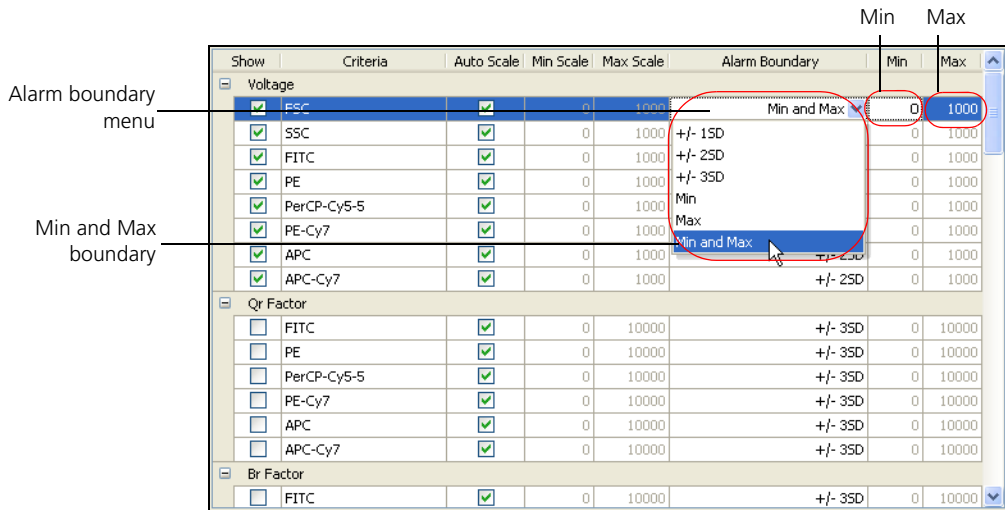 Min Max
Show Criteria Auto Scale Min Scale Max Scale Alarm Boundary Min Max
Voltage
Alarm boundary
menu
FSC 0 1000 Min and Max 0 1000
SSC 0 1000 +/- 1SD 0 1000
FITC 0 1000 +/- 2SD 0 1000
PE 0 1000 +/- 3SD 0 1000
PerCP-Cy5-5 0 1000 Min 0 1000
PE-Cy7 0 1000 Max 0 1000
Min and Max
boundary
Min and Max
APC 0 1000 +/- 2SD 0 1000
APC-Cy7 0 1000 +/- 2SD 0 1000
Qr Factor
FITC 0 10000 +/- 3SD 0 10000
PE 0 10000 +/- 3SD 0 10000
PerCP-Cy5-5 0 10000 +/- 3SD 0 10000
PE-Cy7 0 10000 +/- 3SD 0 10000
APC 0 10000 +/- 3SD 0 10000
APC-Cy7 0 10000 +/- 3SD 0 10000
Br Factor
FITC 0 10000 +/- 3SD 0 10000